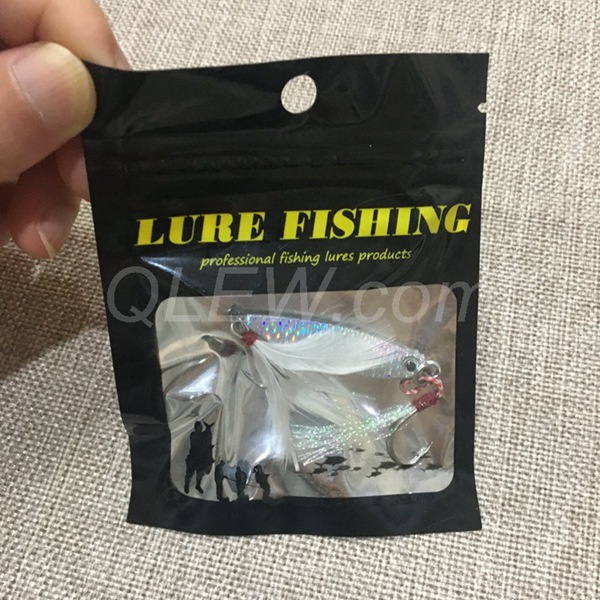 LURE FISHING
professional fishing lures products
QLEW.com